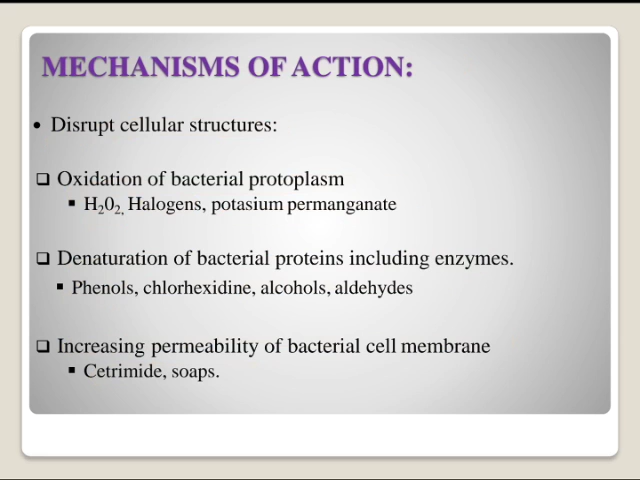 MECHANISMS OF ACTION:
• Disrupt cellular structures:
❑ Oxidation of bacterial protoplasm
▪ H₂0₂, Halogens, potasium permanganate
❑ Denaturation of bacterial proteins including enzymes.
▪ Phenols, chlorhexidine, alcohols, aldehydes
❑ Increasing permeability of bacterial cell membrane
▪ Cetrimide, soaps.